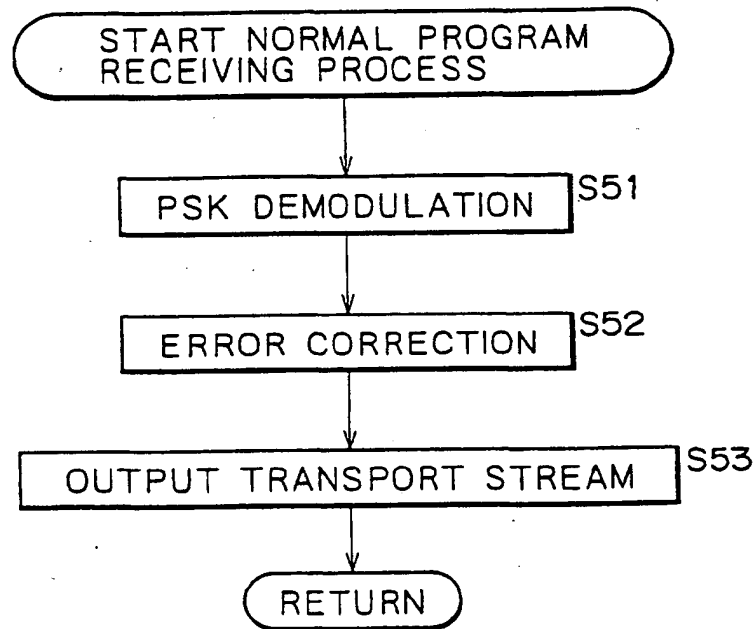 START NORMAL PROGRAM
RECEIVING PROCESS
PSK DEMODULATION
S51
ERROR CORRECTION
S52
OUTPUT TRANSPORT STREAM
S53
RETURN